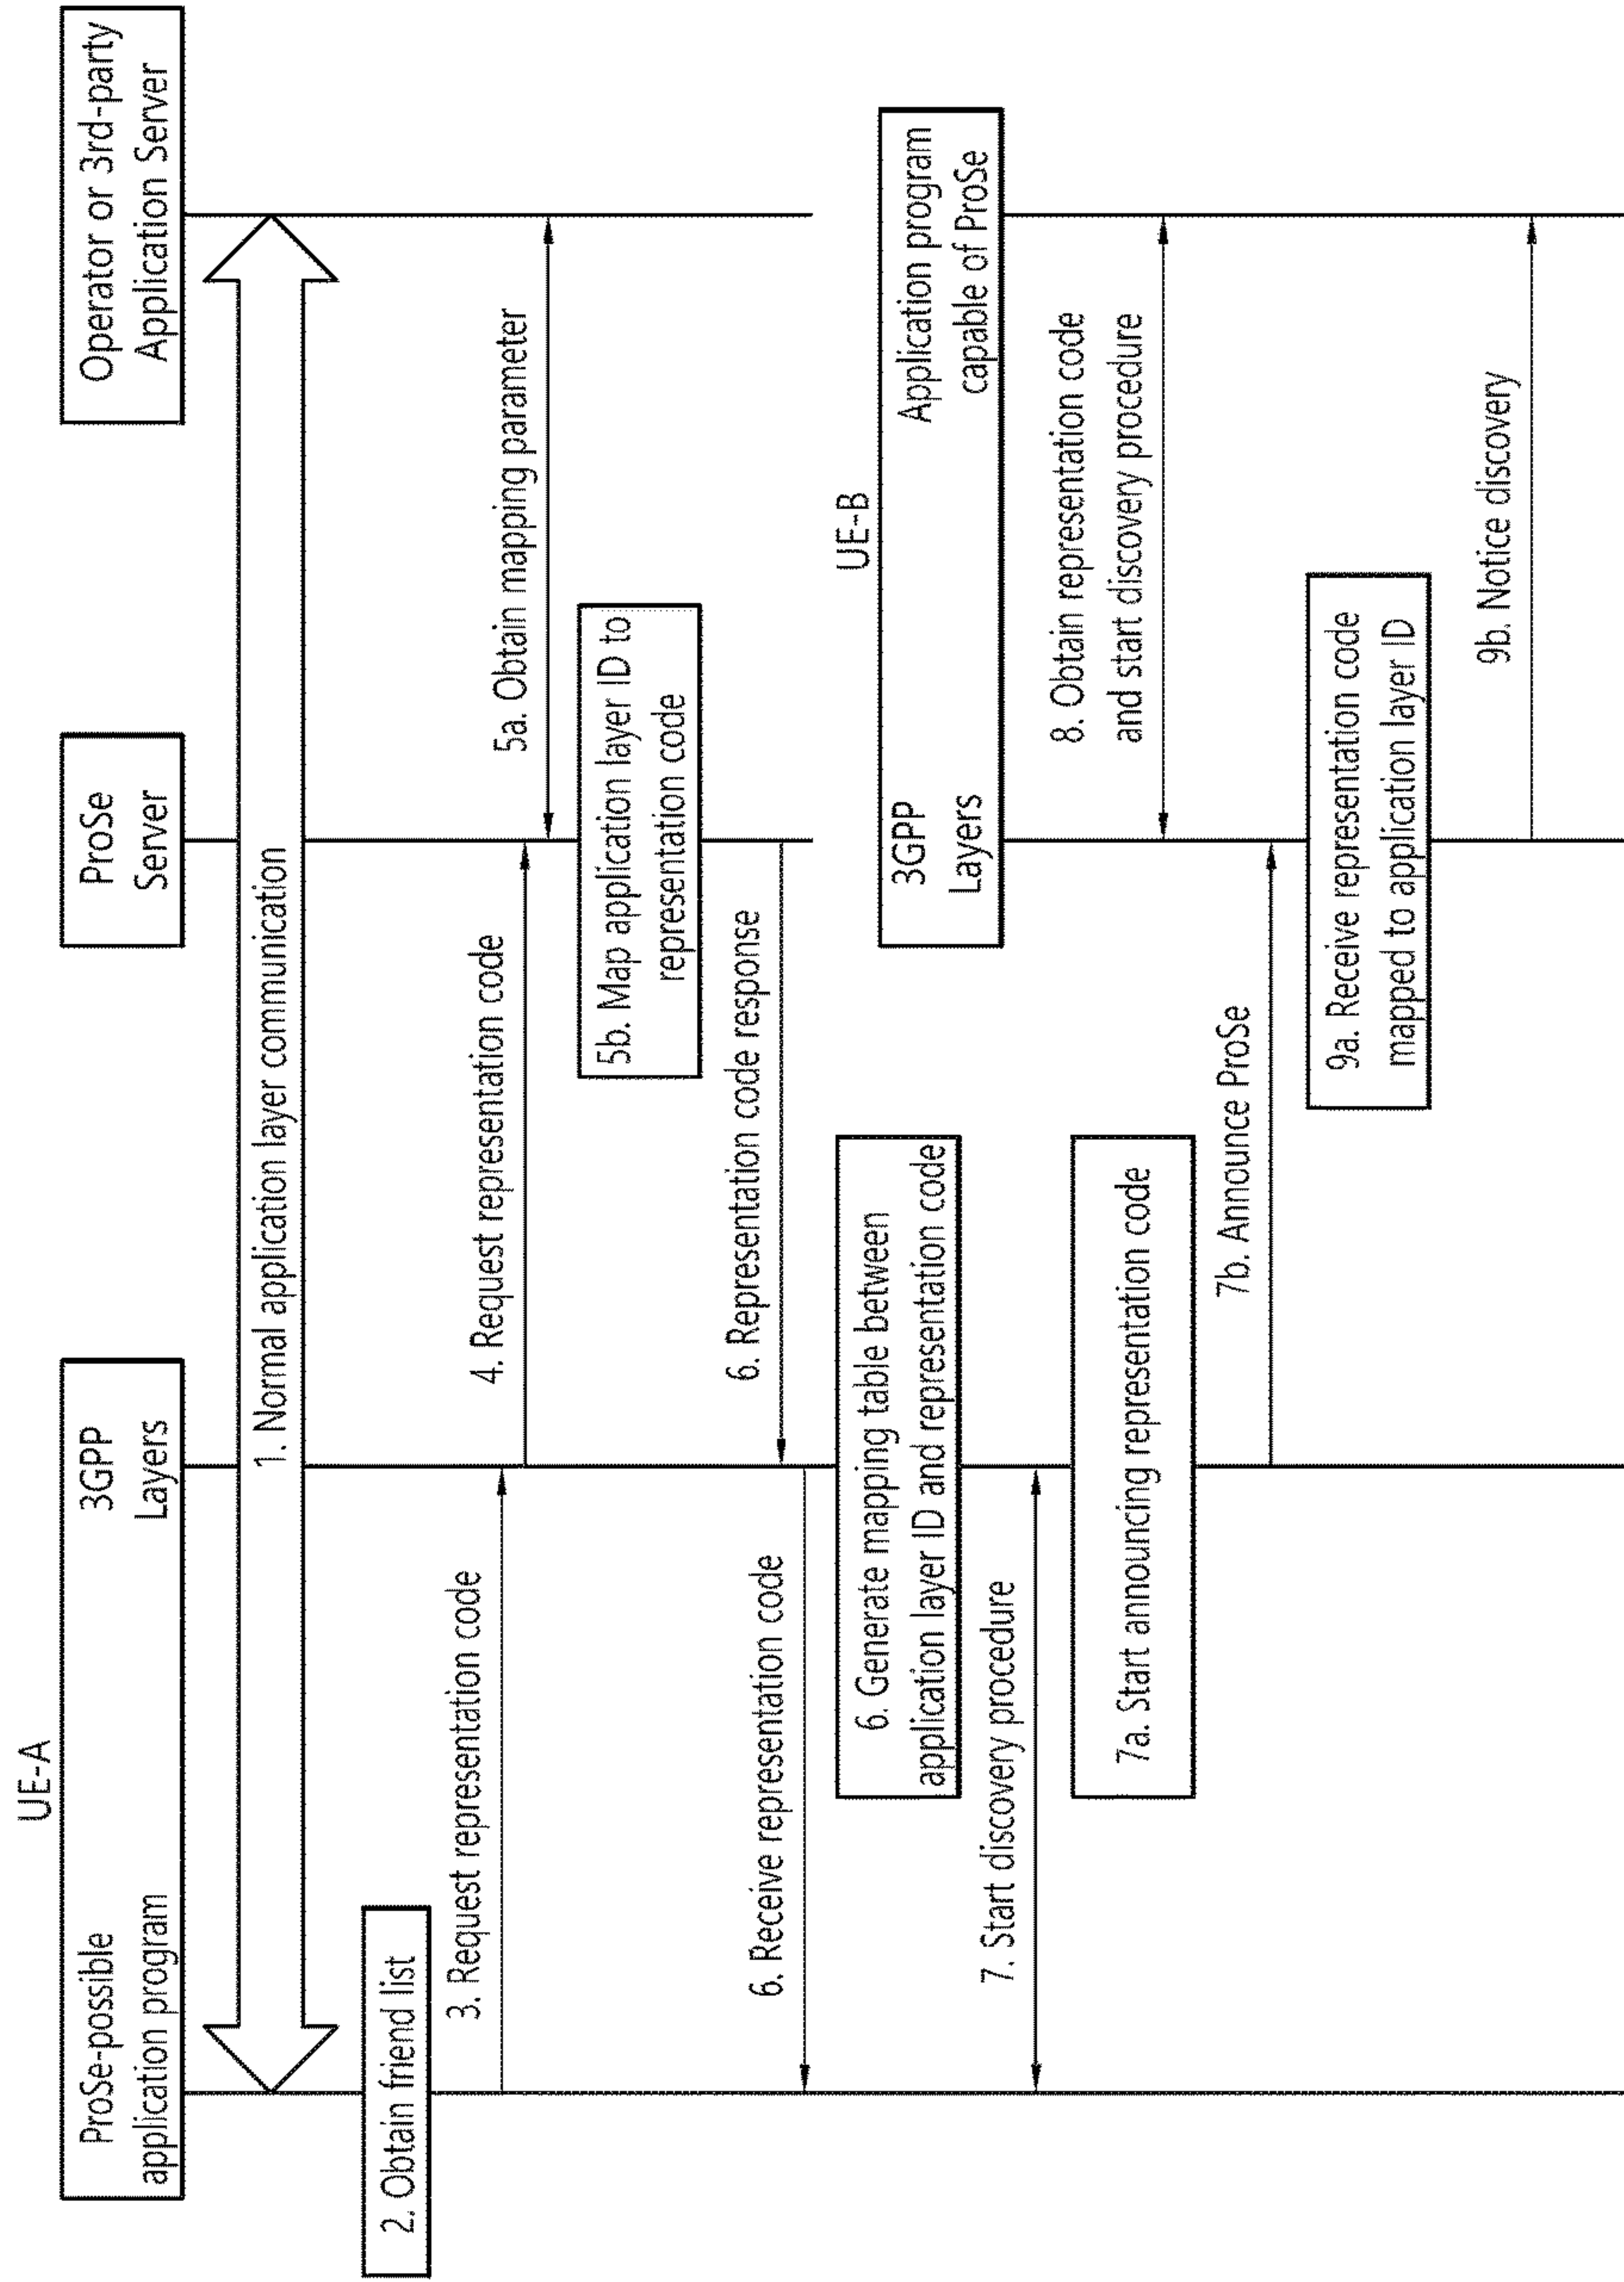 UE-A
ProSe-possible
application program
3GPP
Layers
ProSe
Server
Operator or 3rd-party
Application Server
1. Normal application layer communication
2. Obtain friend list
3. Request representation code
4. Request representation code
5a. Obtain mapping parameter
5b. Map application layer ID to
representation code
6. Representation code response
6. Receive representation code
6. Generate mapping table between
application layer ID and representation code
UE-B
3GPP
Layers
Application program
capable of ProSe
7. Start discovery procedure
7a. Start announcing representation code
8. Obtain representation code
and start discovery procedure
7b. Announce ProSe
9a. Receive representation code
mapped to application layer ID
9b. Notice discovery